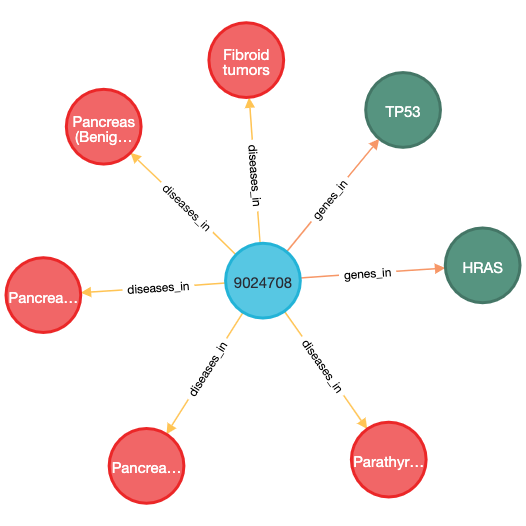 Fibroid
tumors
TP53
Pancreas
(Benig...
diseases_in
genes_in
diseases_in
HRAS
genes_in
9024708
diseases_in
Pancrea...
diseases_in
diseases_in
Pancrea...
Parathyr...